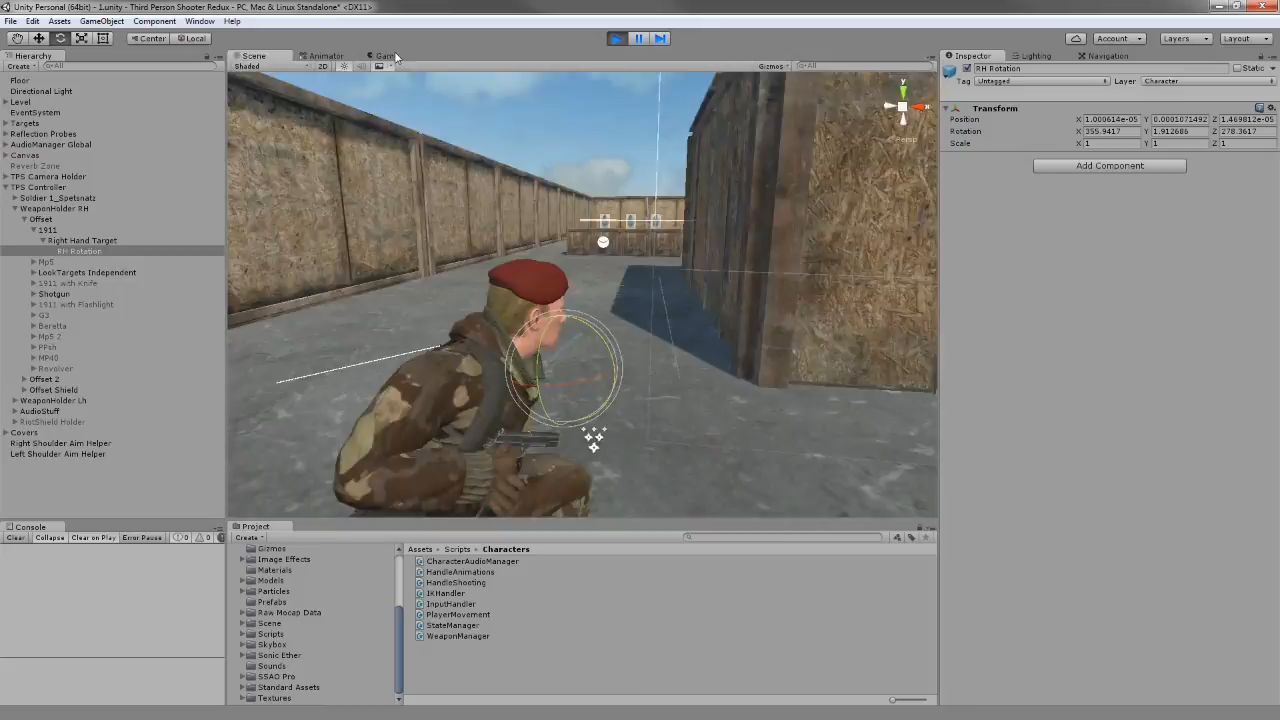 Unity Personal (64bit) - 1.unity - Third Person Shooter Redux - PC, Mac & Linux Standalone* <DX11>
File Edit Assets GameObject Component Window Help
Center Local Account Layers Layout
Hierarchy
Create All
Floor
Directional Light
Level
EventSystem
Targets
Reflection Probes
AudioManager Global
Canvas
Reverb Zone
TPS Camera Holder
TPS Controller
Soldier 1_Spetsnatz
WeaponHolder RH
Offset
1911
Right Hand Target
RH Rotation
Mp5
LookTargets Independent
1911 with Knife
Shotgun
1911 with Flashlight
G3
Beretta
Mp5 2
PPsh
MP40
Revolver
Offset 2
Offset Shield
WeaponHolder Lh
AudioStuff
RiotShield Holder
Covers
Right Shoulder Aim Helper
Left Shoulder Aim Helper
Scene Animator Gam
Shaded 2D Gizmos All
y
x
Persp
Inspector Lighting Navigation
RH Rotation Static
Tag Untagged Layer Character
Transform
Position X 1.000614e-05 Y 0.0001071492 Z 1.469812e-05
Rotation X 355.9417 Y 1.912686 Z 278.3617
Scale X 1 Y 1 Z 1
Add Component
Console
Clear Collapse Clear on Play Error Pause 0 0
Project
Create
Gizmos
Image Effects
Materials
Models
Particles
Prefabs
Raw Mocap Data
Scene
Scripts
Skybox
Sonic Ether
Sounds
SSAO Pro
Standard Assets
Textures
Assets Scripts Characters
CharacterAudioManager
HandleAnimations
HandleShooting
IKHandler
InputHandler
PlayerMovement
StateManager
WeaponManager